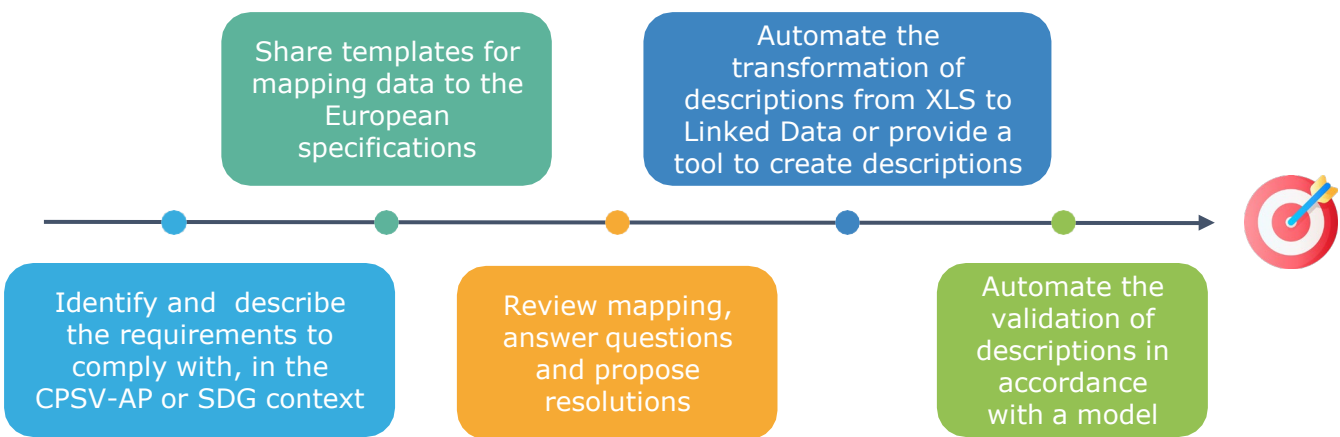 Share templates for
mapping data to the
European
specifications
Automate the
transformation of
descriptions from XLS to
Linked Data or provide a
tool to create descriptions
Identify and  describe
the requirements to
comply with, in the
CPSV-AP or SDG context
Review mapping,
answer questions
and propose
resolutions
Automate the
validation of
descriptions in
accordance
with a model